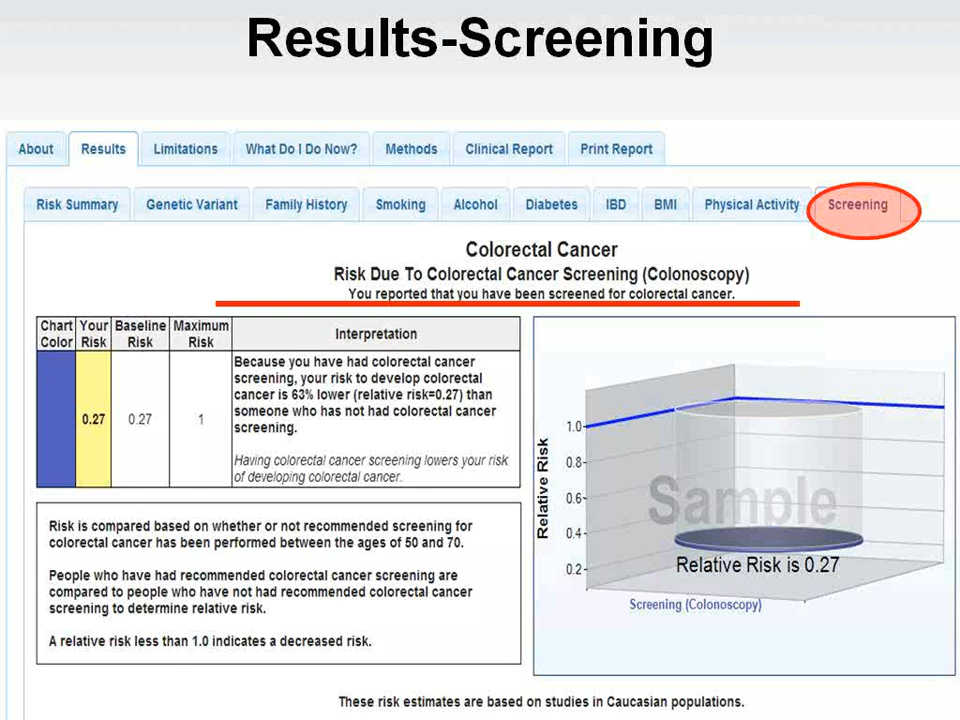 Results-Screening
About Results Limitations What Do I Do Now? Methods Clinical Report Print Report
Risk Summary Genetic Variant Family History Smoking Alcohol Diabetes IBD BMI Physical Activity Screening
Colorectal Cancer
Risk Due To Colorectal Cancer Screening (Colonoscopy)
You reported that you have been screened for colorectal cancer.
Chart Color Your Risk Baseline Risk Maximum Risk Interpretation
0.27 0.27 1
Because you have had colorectal cancer
screening, your risk to develop colorectal
cancer is 63% lower (relative risk=0.27) than
someone who has not had colorectal cancer
screening.
Having colorectal cancer screening lowers your risk
of developing colorectal cancer.
Risk is compared based on whether or not recommended screening for
colorectal cancer has been performed between the ages of 50 and 70.
People who have had recommended colorectal cancer screening are
compared to people who have not had recommended colorectal cancer
screening to determine relative risk.
A relative risk less than 1.0 indicates a decreased risk.
Relative Risk
1.0
0.8
0.6
0.4
0.2
Sample
Relative Risk is 0.27
Screening (Colonoscopy)
These risk estimates are based on studies in Caucasian populations.